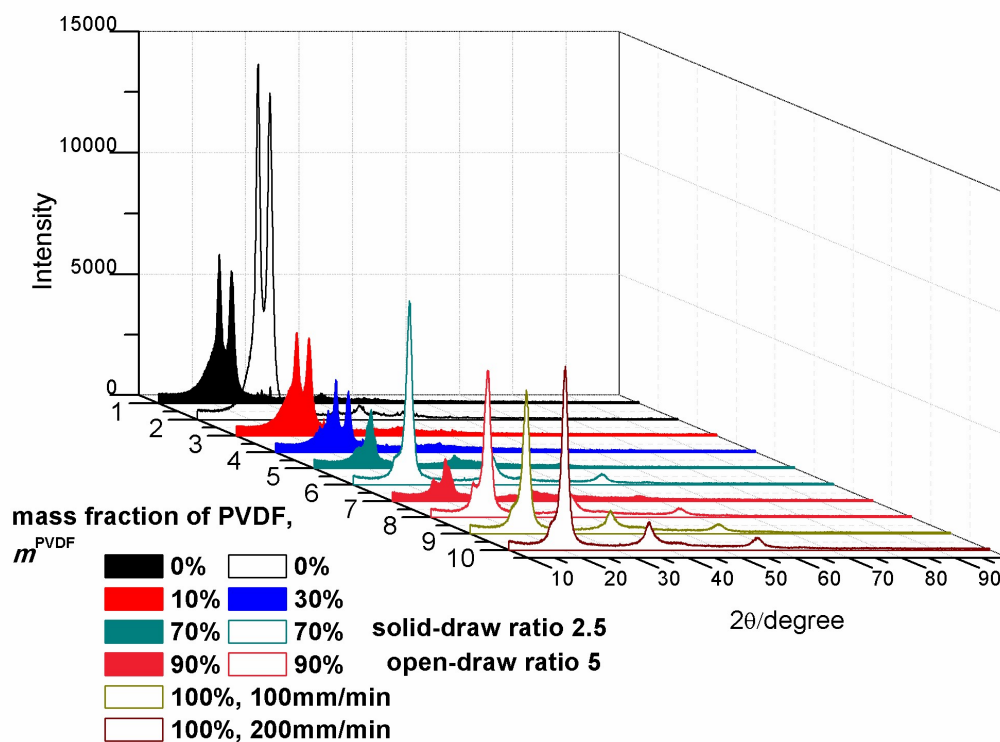 15000
10000
5000
0
Intensity
1
2
3
4
5
6
7
8
9
10
10 20 30 40 50 60 70 80 90
2θ/degree
mass fraction of PVDF,
mPVDF
0% 0%
10% 30%
70% 70% solid-draw ratio 2.5
90% 90% open-draw ratio 5
100%, 100mm/min
100%, 200mm/min